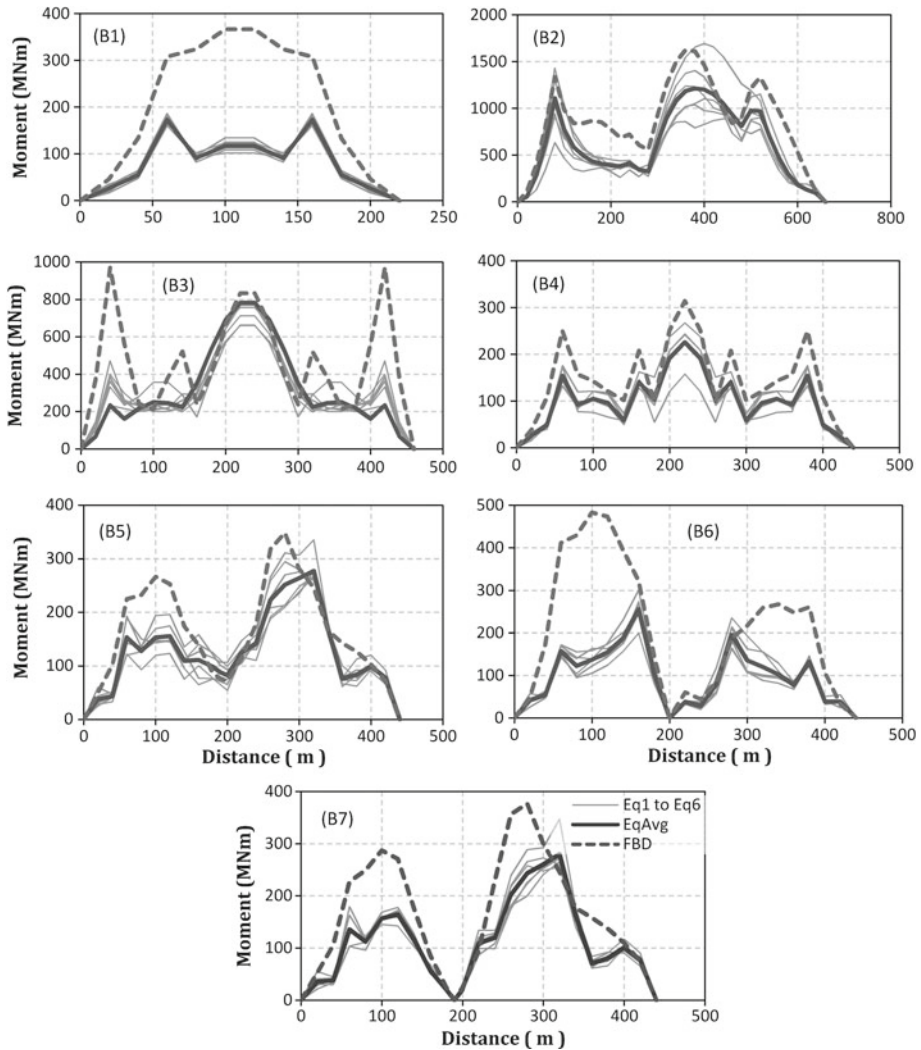 (B1)
Moment (MNm)
400
300
200
100
0
0 50 100 150 200 250
(B2)
2000
1500
1000
500
0
0 200 400 600 800
(B3)
Moment (MNm)
1000
800
600
400
200
0
0 100 200 300 400 500
(B4)
400
300
200
100
0
0 100 200 300 400 500
(B5)
Moment (MNm)
400
300
200
100
0
0 100 200 300 400 500
Distance ( m )
(B6)
500
400
300
200
100
0
0 100 200 300 400 500
Distance ( m )
(B7)
Moment (MNm)
400
300
200
100
0
0 100 200 300 400 500
Distance ( m )
Eq1 to Eq6
EqAvg
FBD